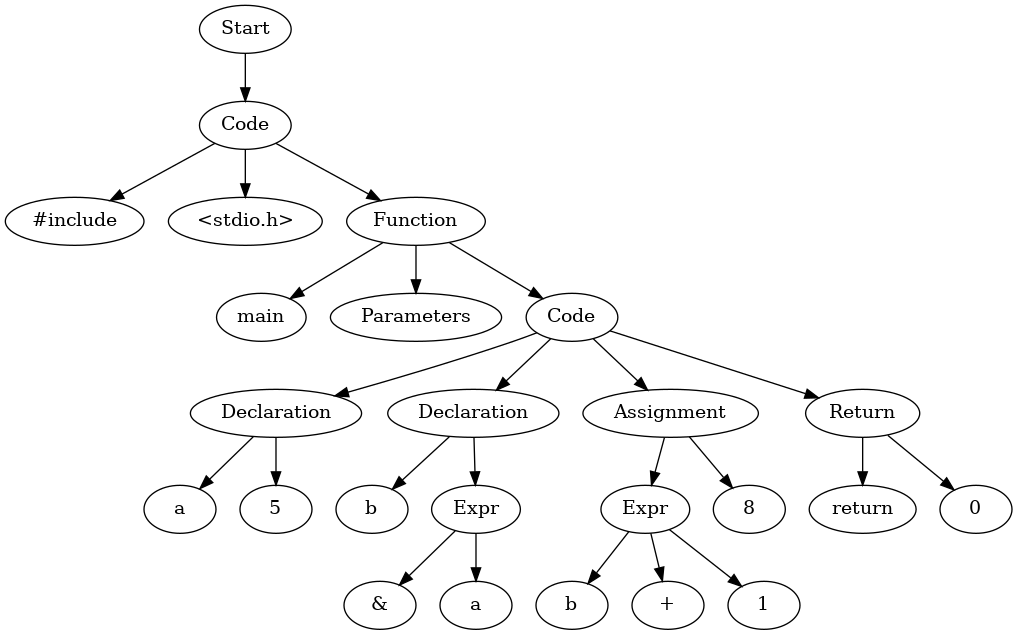 Start
Code
#include <stdio.h> Function
main Parameters Code
Declaration Declaration Assignment Return
a 5 b Expr Expr 8 return 0
& a b + 1